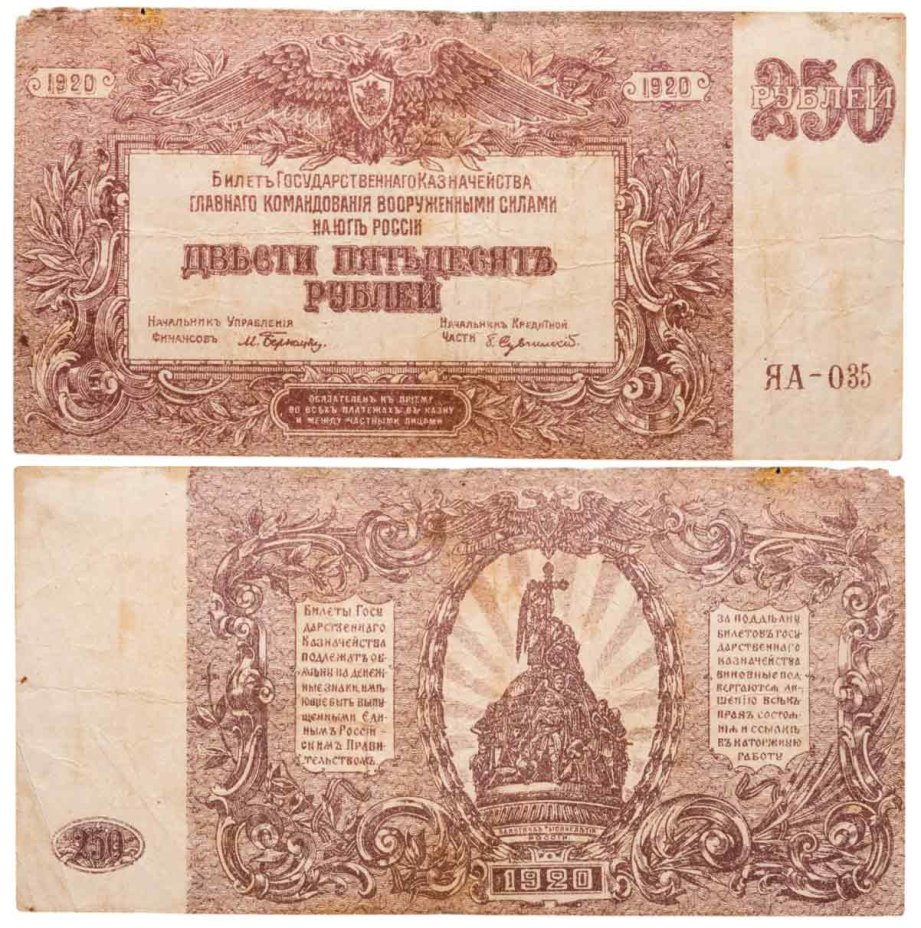 1920
1920
250
РУБЛЕЙ
БИЛЕТЪ ГОСУДАРСТВЕННАГО КАЗНАЧЕЙСТВА
ГЛАВНАГО КОМАНДОВАНІЯ ВООРУЖЕННЫМИ СИЛАМИ
НА ЮГѢ РОССІИ
ДВѢСТИ ПЯТЬДЕСЯТЪ
РУБЛЕЙ
НАЧАЛЬНИКЪ УПРАВЛЕНІЯ
ФИНАНСОВЪ
НАЧАЛЬНИКЪ КРЕДИТНОЙ
ЧАСТИ
ЯА-035
ОБЯЗАТЕЛЕНЪ КЪ ПРІЕМУ
ВО ВСѢХЪ ПЛАТЕЖАХЪ ВЪ КАЗНУ
И МЕЖДУ ЧАСТНЫМИ ЛИЦАМИ
БИЛЕТЫ ГОСУ
ДАРСТВЕННАГО
КАЗНАЧЕЙСТВА
ПОДЛЕЖАТЪ ОБ-
МѢНУ НА ДЕНЕЖ
НЫЕ ЗНАКИ, ИМѢ
ЮЩІЕ БЫТЬ ВЫПУ
ЩЕННЫМИ ЕДИ-
НЫМЪ РОССІЙ
СКИМЪ ПРАВИ-
ТЕЛЬСТВОМЪ.
ЗА ПОДДѢЛКУ
БИЛЕТОВЪ ГОСУ-
ДАРСТВЕННАГО
КАЗНАЧЕЙСТВА
ВИНОВНЫЕ ПОД-
ВЕРГАЮТСЯ ЛИ-
ШЕНІЮ ВСѢХЪ
ПРАВЪ СОСТОЯ-
НІЯ И ССЫЛКѢ
ВЪ КАТОРЖНУЮ
РАБОТУ
250
1920